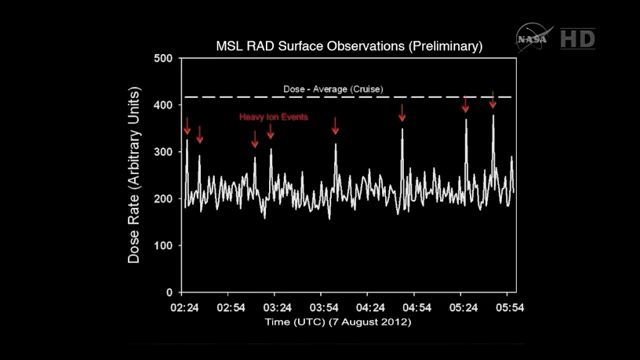 MSL RAD Surface Observations (Preliminary)
NASA HD
500
Dose - Average (Cruise)
400
Heavy Ion Events
300
200
100
0
Dose Rate (Arbitrary Units)
02:24 02:54 03:24 03:54 04:24 04:54 05:24 05:54
Time (UTC) (7 August 2012)